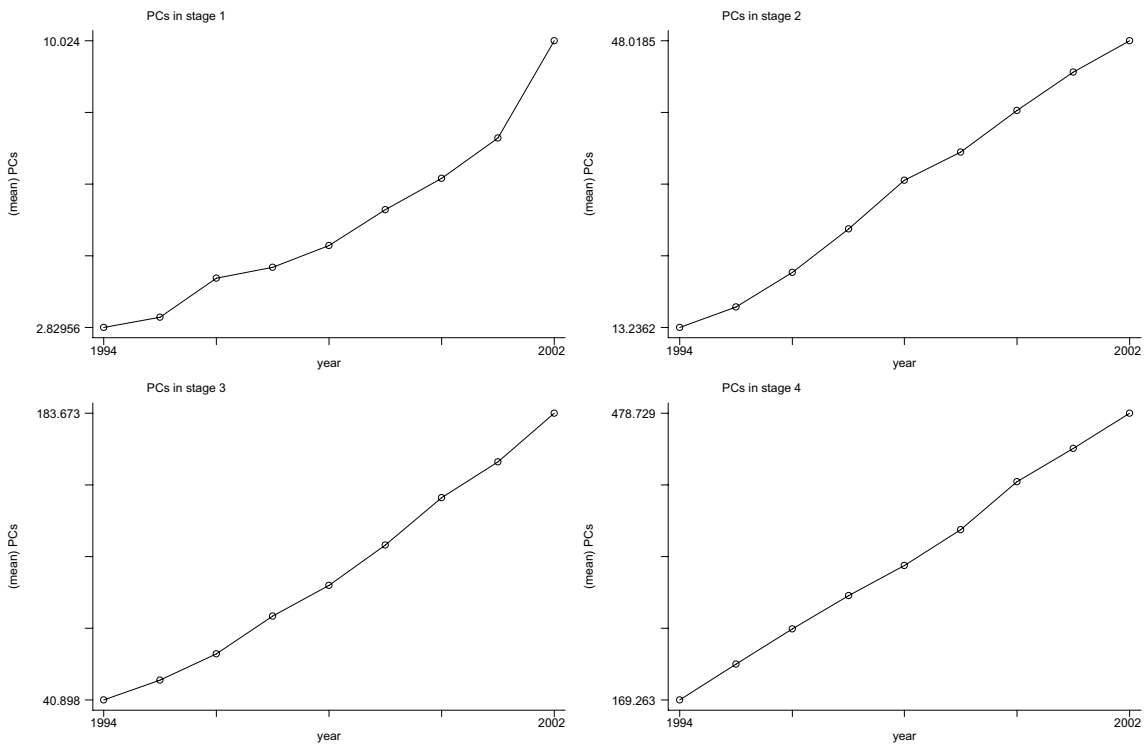 PCs in stage 1
10.024
(mean) PCs
2.82956
1994
2002
year
PCs in stage 2
48.0185
(mean) PCs
13.2362
1994
2002
year
PCs in stage 3
183.673
(mean) PCs
40.898
1994
2002
year
PCs in stage 4
478.729
(mean) PCs
169.263
1994
2002
year